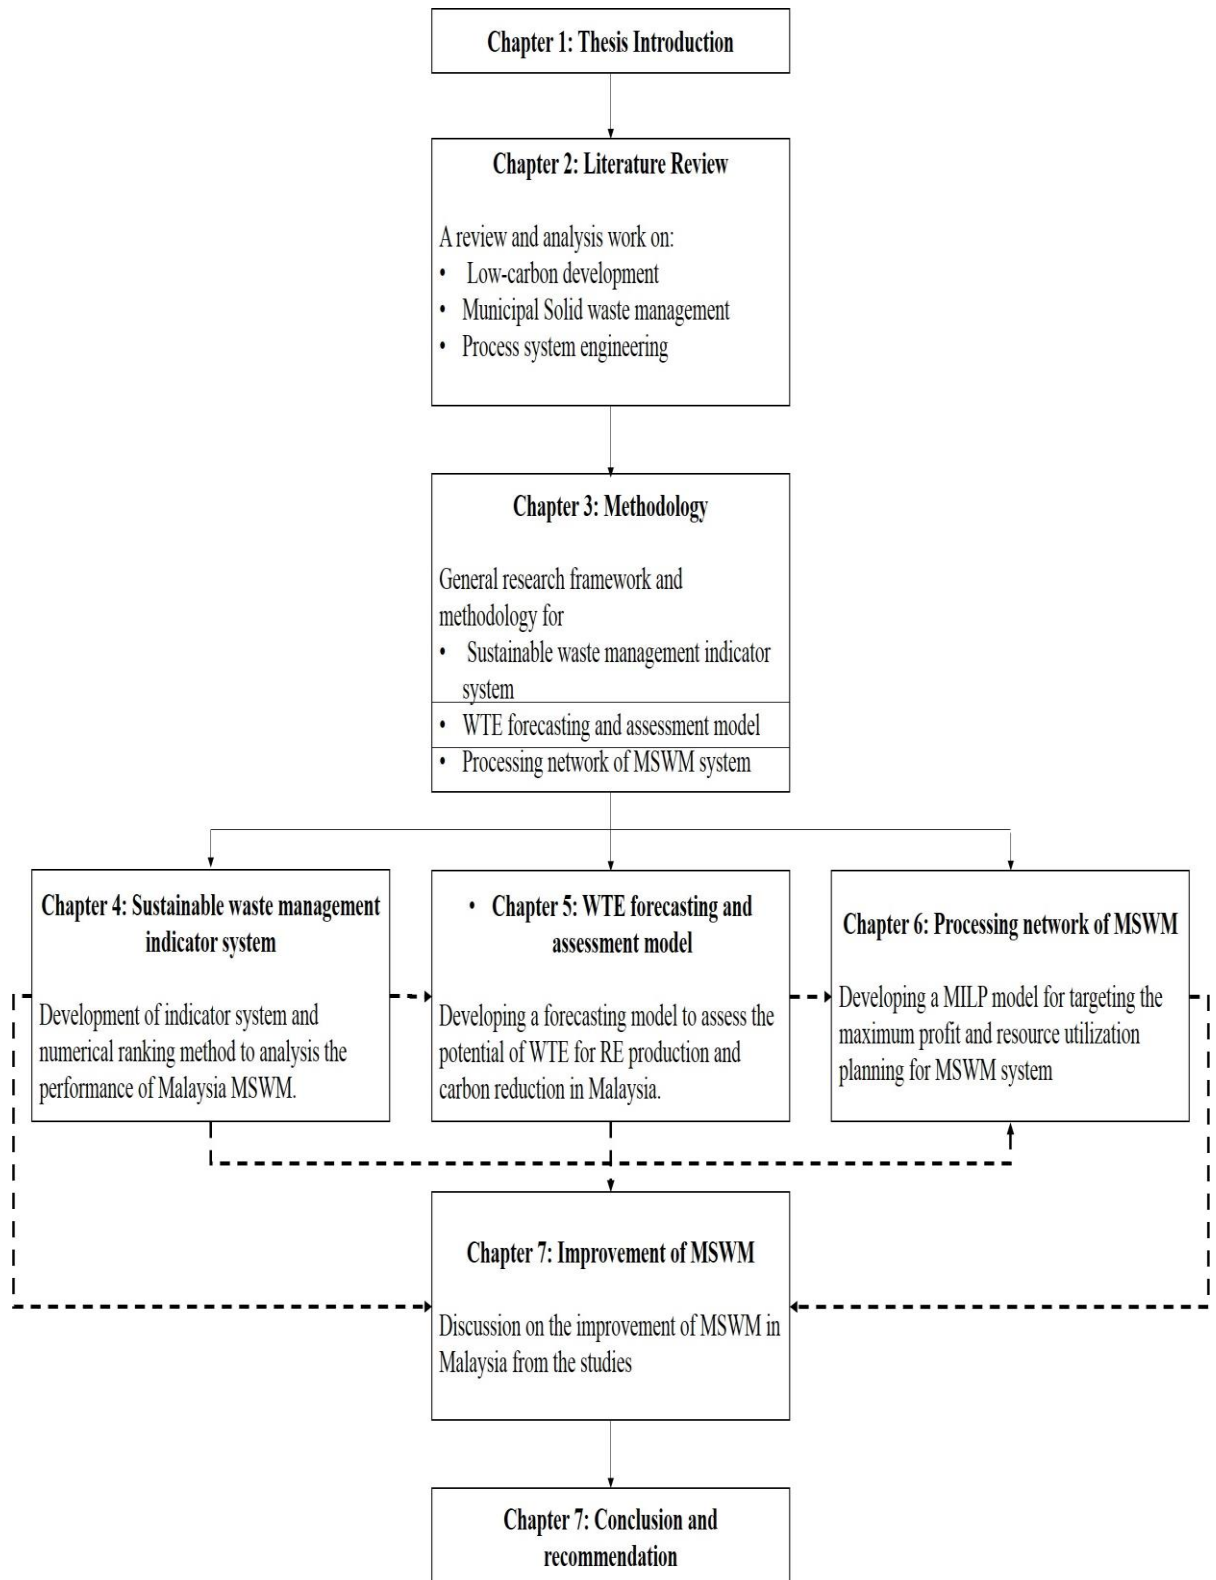 Chapter 1: Thesis Introduction
Chapter 2: Literature Review
A review and analysis work on:
• Low-carbon development
• Municipal Solid waste management
• Process system engineering
Chapter 3: Methodology
General research framework and
methodology for
• Sustainable waste management indicator
system
• WTE forecasting and assessment model
• Processing network of MSWM system
Chapter 4: Sustainable waste management
indicator system
Development of indicator system and
numerical ranking method to analysis the
performance of Malaysia MSWM.
• Chapter 5: WTE forecasting and
assessment model
Developing a forecasting model to assess the
potential of WTE for RE production and
carbon reduction in Malaysia.
Chapter 6: Processing network of MSWM
Developing a MILP model for targeting the
maximum profit and resource utilization
planning for MSWM system
Chapter 7: Improvement of MSWM
Discussion on the improvement of MSWM in
Malaysia from the studies
Chapter 7: Conclusion and
recommendation